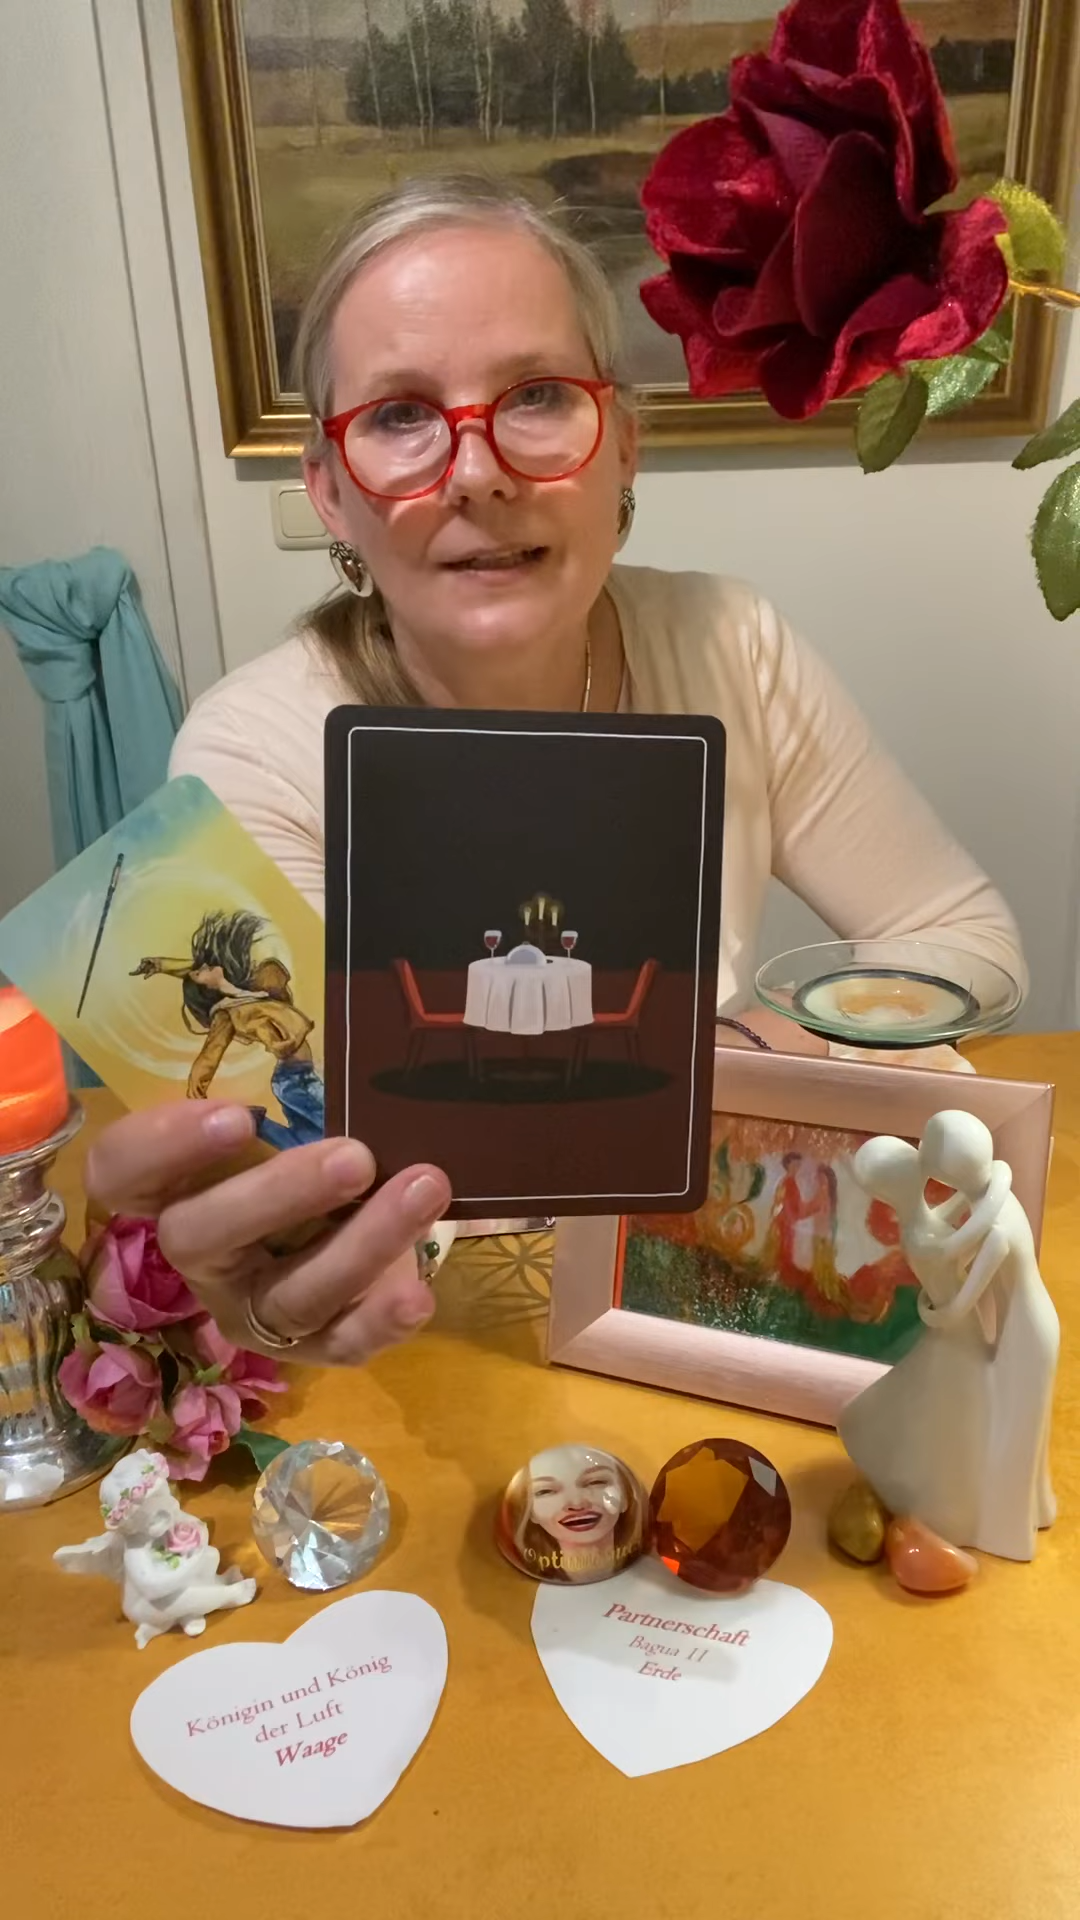 Königin und König
der Luft
Waage
Partnerschaft
Bagua 11
Erde